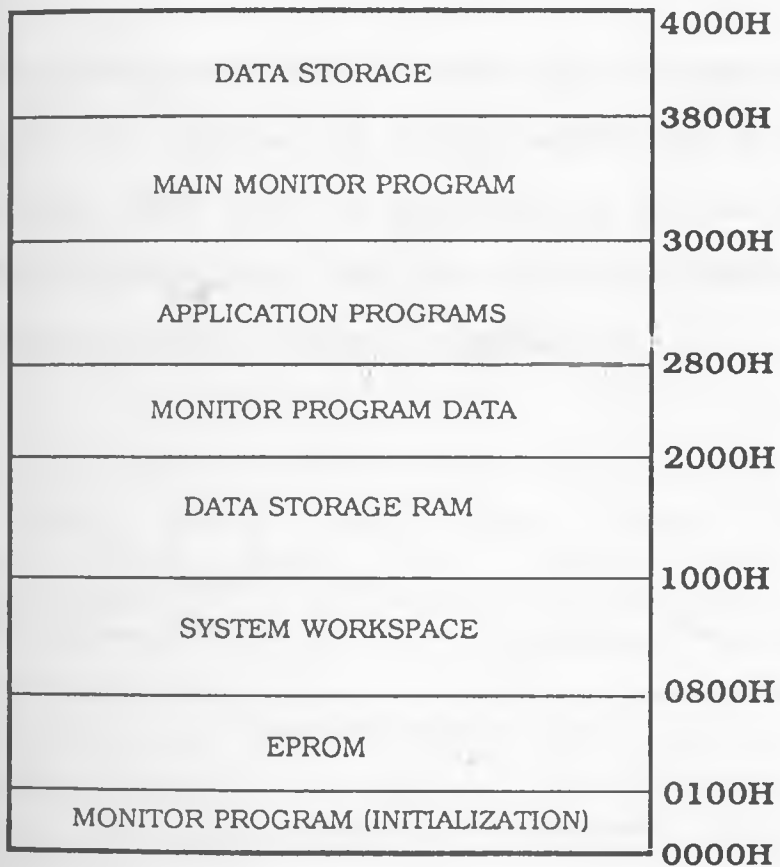 4000H
DATA STORAGE
3800H
MAIN MONITOR PROGRAM
3000H
APPLICATION PROGRAMS
2800H
MONITOR PROGRAM DATA
2000H
DATA STORAGE RAM
1000H
SYSTEM WORKSPACE
0800H
EPROM
0100H
MONITOR PROGRAM (INITIALIZATION)
0000H